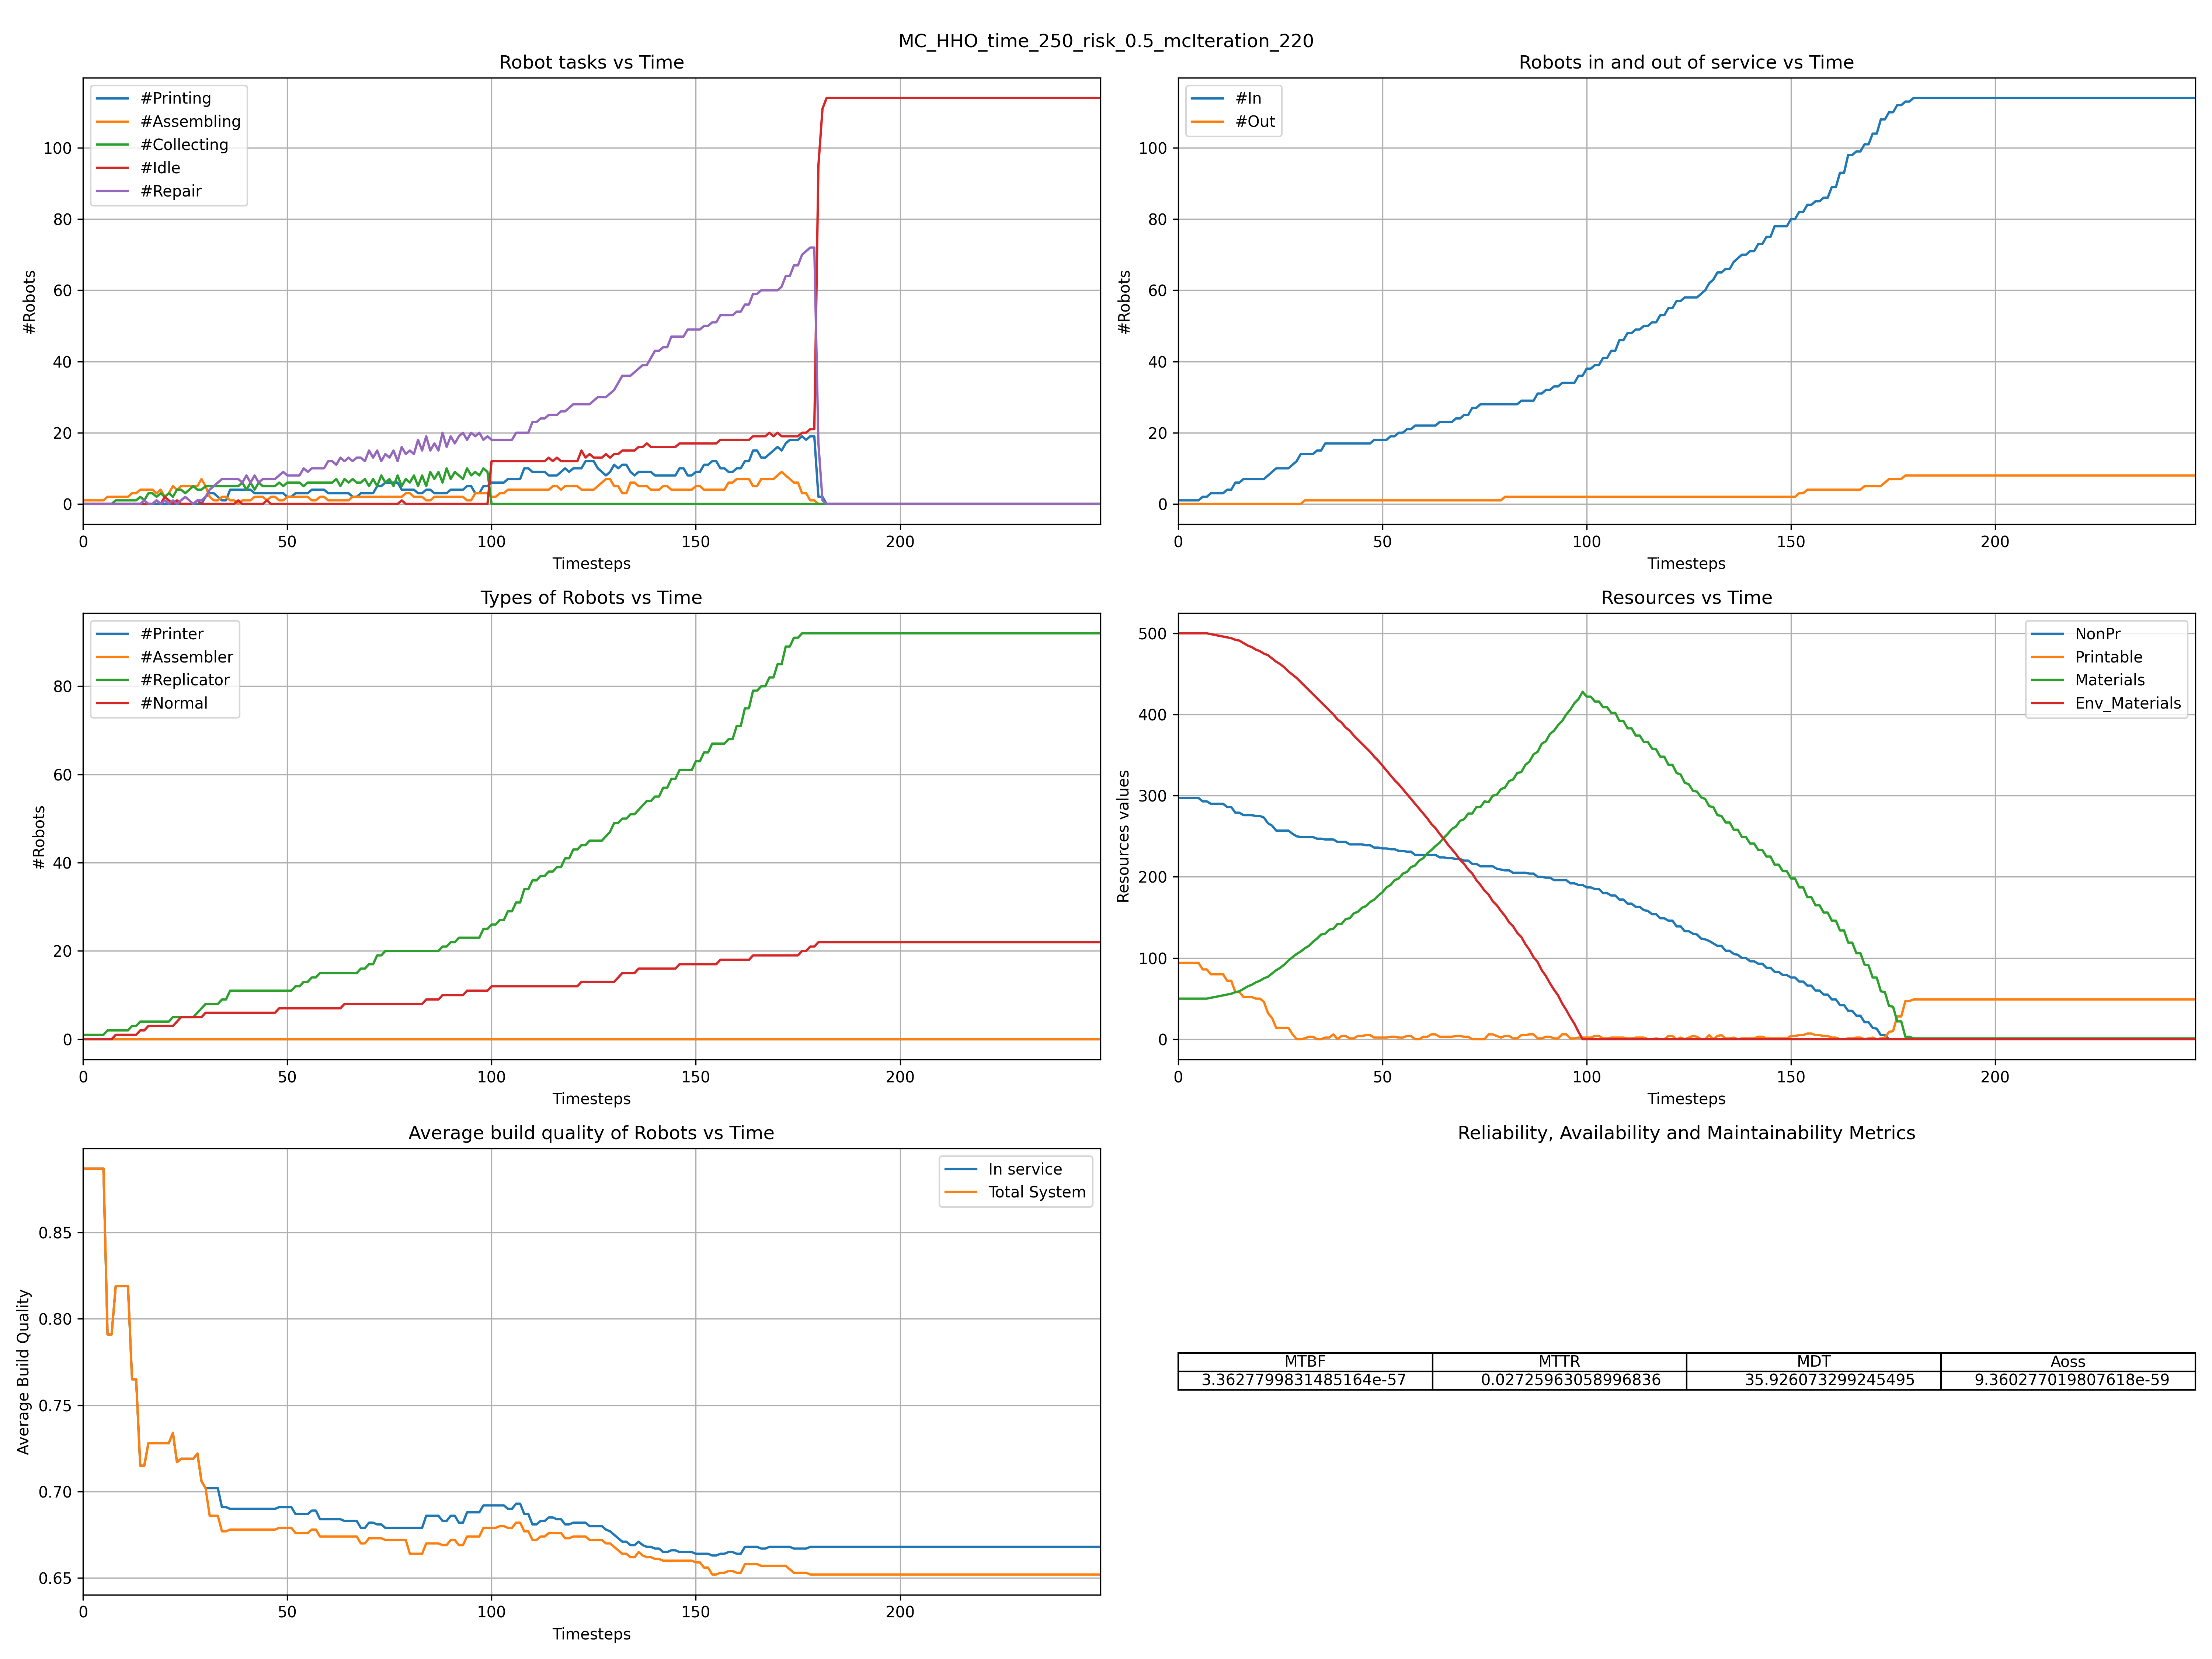 MC_HHO_time_250_risk_0.5_mcIteration_220
Robot tasks vs Time
#Printing
#Assembling
#Collecting
#Idle
#Repair
#Robots
100
80
60
40
20
0
0 50 100 150 200
Timesteps
Robots in and out of service vs Time
#In
#Out
#Robots
100
80
60
40
20
0
0 50 100 150 200
Timesteps
Types of Robots vs Time
#Printer
#Assembler
#Replicator
#Normal
#Robots
80
60
40
20
0
0 50 100 150 200
Timesteps
Resources vs Time
NonPr
Printable
Materials
Env_Materials
Resources values
500
400
300
200
100
0
0 50 100 150 200
Timesteps
Average build quality of Robots vs Time
In service
Total System
Average Build Quality
0.85
0.80
0.75
0.70
0.65
0 50 100 150 200
Timesteps
Reliability, Availability and Maintainability Metrics
MTBF MTTR MDT Aoss
3.3627799831485164e-57 0.02725963058996836 35.926073299245495 9.360277019807618e-59